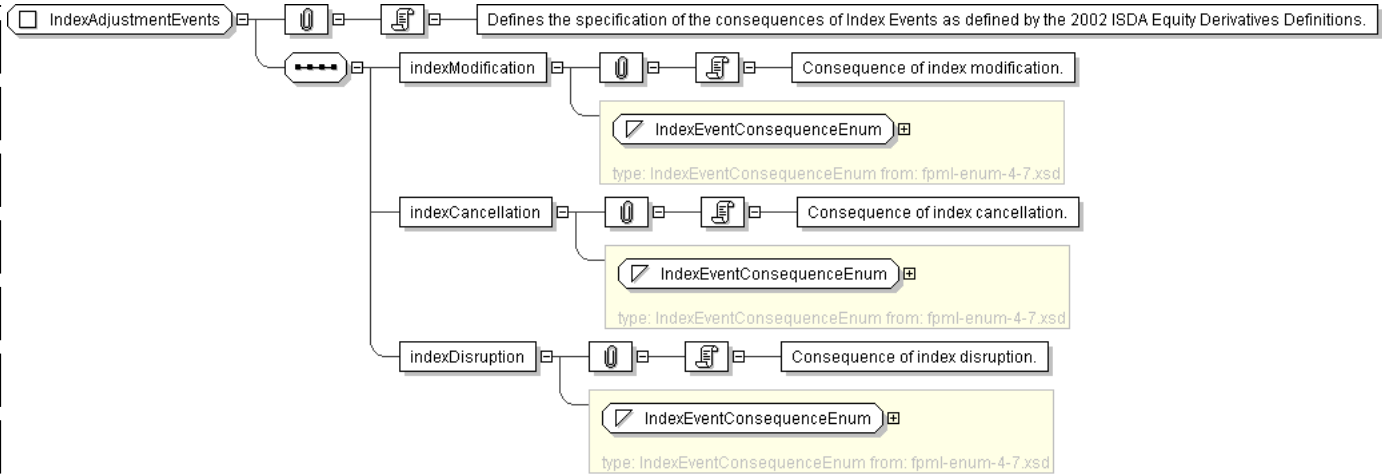 IndexAdjustmentEvents
Defines the specification of the consequences of Index Events as defined by the 2002 ISDA Equity Derivatives Definitions.
indexModification
Consequence of index modification.
IndexEventConsequenceEnum
type: IndexEventConsequenceEnum from: fpml-enum-4-7.xsd
indexCancellation
Consequence of index cancellation.
IndexEventConsequenceEnum
type: IndexEventConsequenceEnum from: fpml-enum-4-7.xsd
indexDisruption
Consequence of index disruption.
IndexEventConsequenceEnum
type: IndexEventConsequenceEnum from: fpml-enum-4-7.xsd